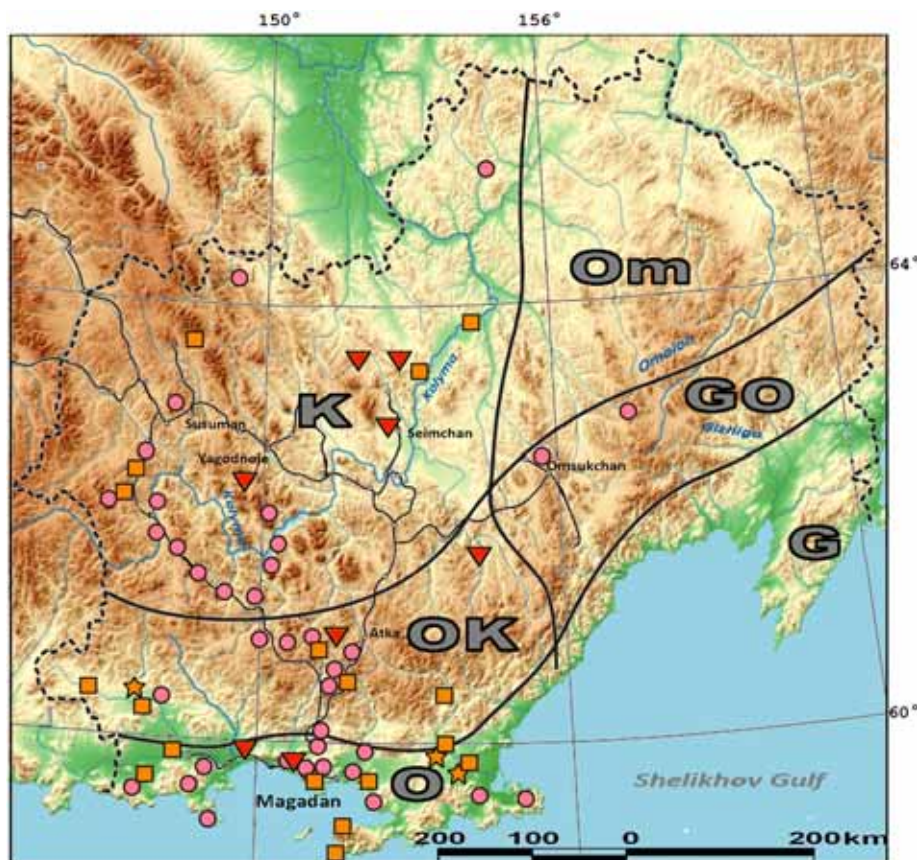 150° 156°
Om
64°
Omolon
Kolyma
GO
K
Gizhiga
Susuman
Seimchan
Yagodnoje
Omsukchan
Kolyma
G
OK
Atka
60°
O
Shelikhov Gulf
Magadan
200 100 0 200km